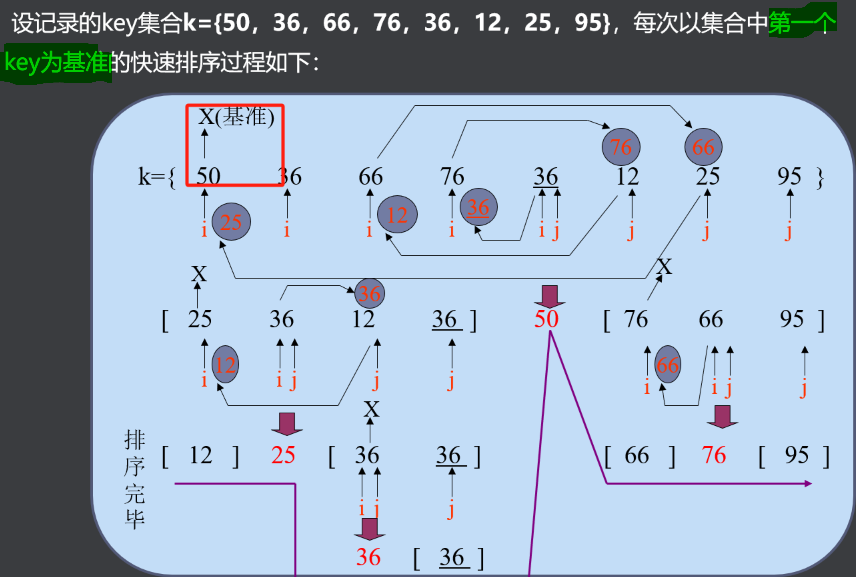 设记录的key集合k={50，36，66，76，36，12，25，95}，每次以集合中第一个
key为基准的快速排序过程如下：
X(基准) 76 66
k={ 50 36 66 76 36 12 25 95 }
25 12 36
i i i i i j j j j
X 36 X
[ 25 36 12 36 ] 50 [ 76 66 95 ]
12 66
i i j j j i i j j
X
排序完毕
[ 12 ] 25 [ 36 36 ] [ 66 ] 76 [ 95 ]
i j j
36 [ 36 ]